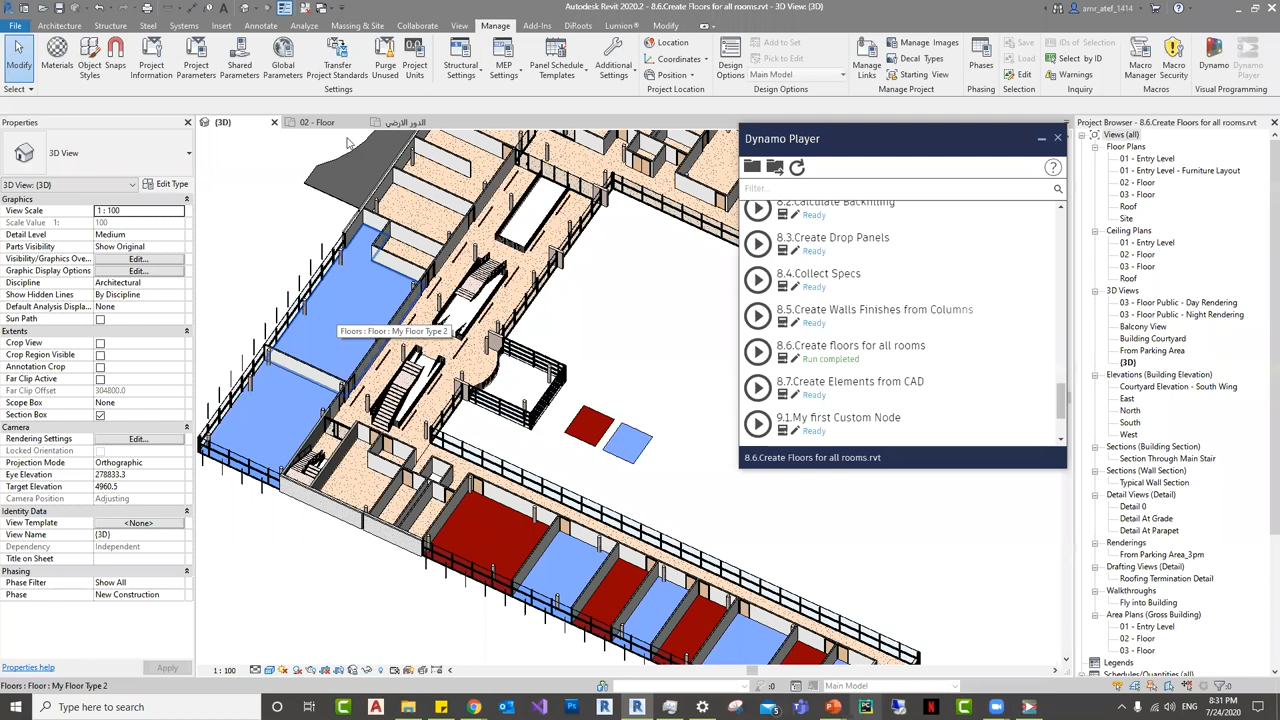 Autodesk Revit 2020.2 - 8.6.Create Floors for all rooms.rvt - 3D View: {3D}
amr_atef_1414
File Architecture Structure Steel Systems Insert Annotate Analyze Massing & Site Collaborate View Manage Add-Ins DiRoots Lumion® Modify
Modify
Materials
Object
Styles
Snaps
Project
Information
Project
Parameters
Shared
Parameters
Global
Parameters
Transfer
Project Standards
Purge
Unused
Project
Units
Structural
Settings
MEP
Settings
Panel Schedule
Templates
Additional
Settings
Location
Coordinates
Position
Design
Options
Add to Set
Pick to Edit
Main Model
Manage
Links
Manage Images
Decal Types
Starting View
Phases
Save
Load
Edit
IDs of Selection
Select by ID
Warnings
Macro
Manager
Macro
Security
Dynamo
Dynamo
Player
Select
Settings
Project Location
Design Options
Manage Project
Phasing
Selection
Inquiry
Macros
Visual Programming
Properties
3D View
3D View: {3D}
Edit Type
Graphics
View Scale 1 : 100
Scale Value 1: 100
Detail Level Medium
Parts Visibility Show Original
Visibility/Graphics Ove... Edit...
Graphic Display Options Edit...
Discipline Architectural
Show Hidden Lines By Discipline
Default Analysis Displa... None
Sun Path
Extents
Crop View
Crop Region Visible
Annotation Crop
Far Clip Active
Far Clip Offset 304800.0
Scope Box None
Section Box
Camera
Rendering Settings Edit...
Locked Orientation
Projection Mode Orthographic
Eye Elevation 278833.3
Target Elevation 4960.5
Camera Position Adjusting
Identity Data
View Template <None>
View Name {3D}
Dependency Independent
Title on Sheet
Phasing
Phase Filter Show All
Phase New Construction
Properties help
Apply
{3D}
02 - Floor
الدور الارضي
Floors : Floor : My Floor Type 2
Dynamo Player
Filter...
8.2.Calculate Backfilling
Ready
8.3.Create Drop Panels
Ready
8.4.Collect Specs
Ready
8.5.Create Walls Finishes from Columns
Ready
8.6.Create floors for all rooms
Run completed
8.7.Create Elements from CAD
Ready
9.1.My first Custom Node
Ready
8.6.Create Floors for all rooms.rvt
Project Browser - 8.6.Create Floors for all rooms.rvt
Views (all)
Floor Plans
01 - Entry Level
01 - Entry Level - Furniture Layout
02 - Floor
03 - Floor
Roof
Site
Ceiling Plans
01 - Entry Level
02 - Floor
03 - Floor
Roof
3D Views
03 - Floor Public - Day Rendering
03 - Floor Public - Night Rendering
Balcony View
Building Courtyard
From Parking Area
{3D}
Elevations (Building Elevation)
Courtyard Elevation - South Wing
East
North
South
West
Sections (Building Section)
Section Through Main Stair
Sections (Wall Section)
Typical Wall Section
Detail Views (Detail)
Detail 0
Detail At Grade
Detail At Parapet
Renderings
From Parking Area_3pm
Drafting Views (Detail)
Roofing Termination Detail
Walkthroughs
Fly into Building
Area Plans (Gross Building)
01 - Entry Level
02 - Floor
03 - Floor
Legends
Schedules/Quantities (all)
1 : 100
Floors : Floor : My Floor Type 2
:0
Main Model
:0
Type here to search
8:31 PM
7/24/2020